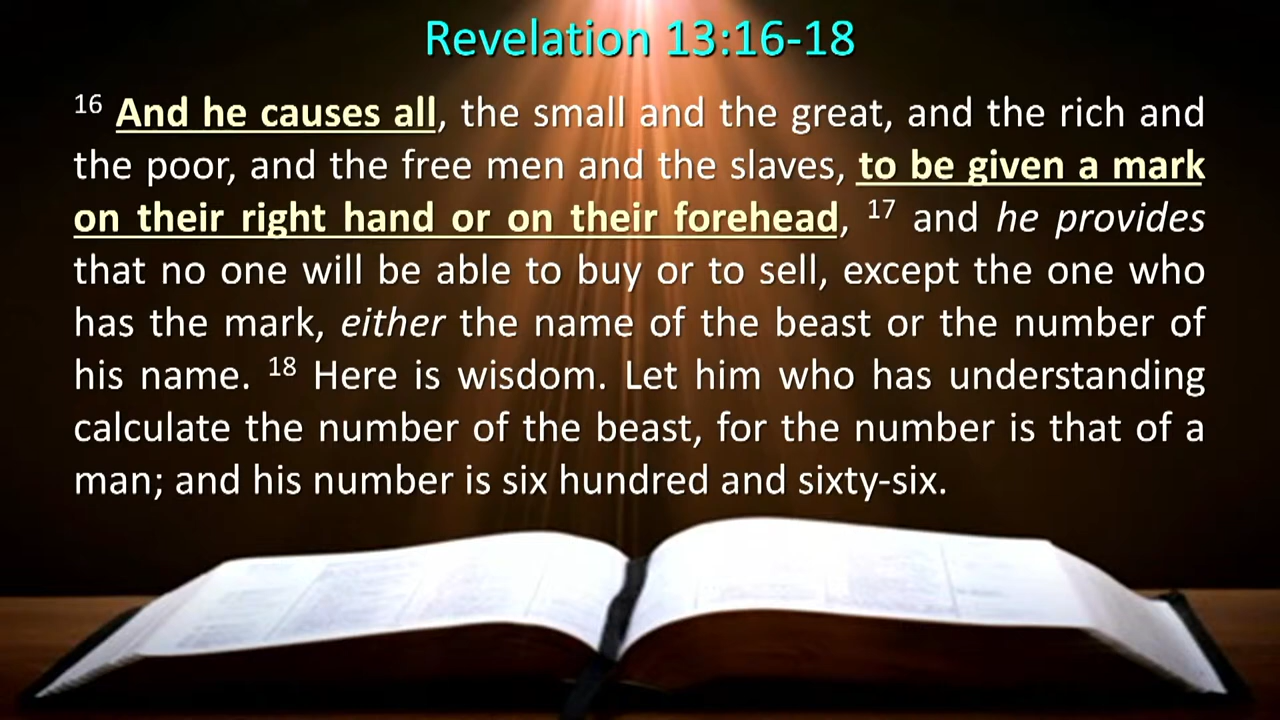 Revelation 13:16-18
16 And he causes all, the small and the great, and the rich and
the poor, and the free men and the slaves, to be given a mark
on their right hand or on their forehead, 17 and he provides
that no one will be able to buy or to sell, except the one who
has the mark, either the name of the beast or the number of
his name. 18 Here is wisdom. Let him who has understanding
calculate the number of the beast, for the number is that of a
man; and his number is six hundred and sixty-six.